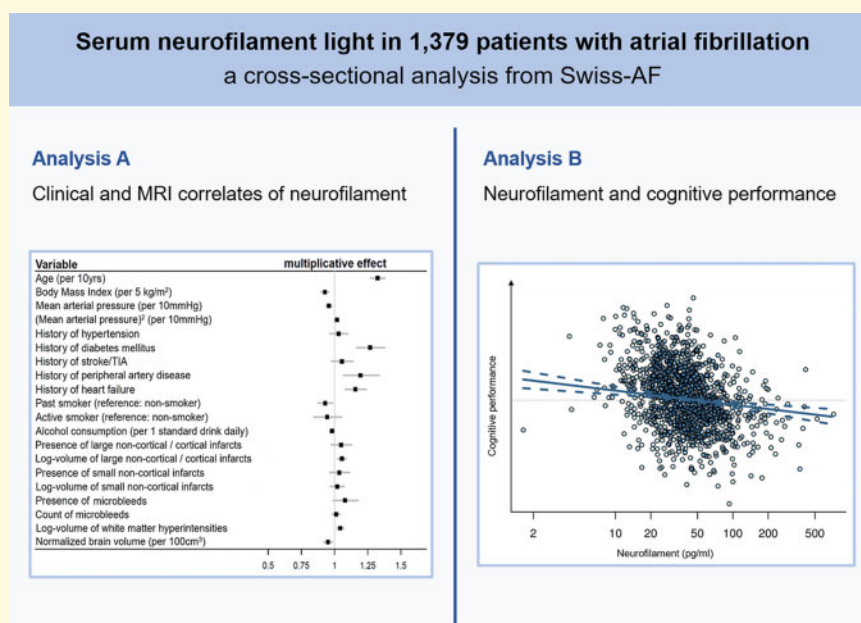 Serum neurofilament light in 1,379 patients with atrial fibrillation
a cross-sectional analysis from Swiss-AF
Analysis A
Clinical and MRI correlates of neurofilament
Variable multiplicative effect
Age (per 10yrs)
Body Mass Index (per 5 kg/m²)
Mean arterial pressure (per 10mmHg)
(Mean arterial pressure)² (per 10mmHg)
History of hypertension
History of diabetes mellitus
History of stroke/TIA
History of peripheral artery disease
History of heart failure
Past smoker (reference: non-smoker)
Active smoker (reference: non-smoker)
Alcohol consumption (per 1 standard drink daily)
Presence of large non-cortical / cortical infarcts
Log-volume of large non-cortical / cortical infarcts
Presence of small non-cortical infarcts
Log-volume of small non-cortical infarcts
Presence of microbleeds
Count of microbleeds
Log-volume of white matter hyperintensities
Normalized brain volume (per 100cm³)
0.5 0.75 1 1.25 1.5
Analysis B
Neurofilament and cognitive performance
Cognitive performance
2 10 20 50 100 200 500
Neurofilament (pg/ml)